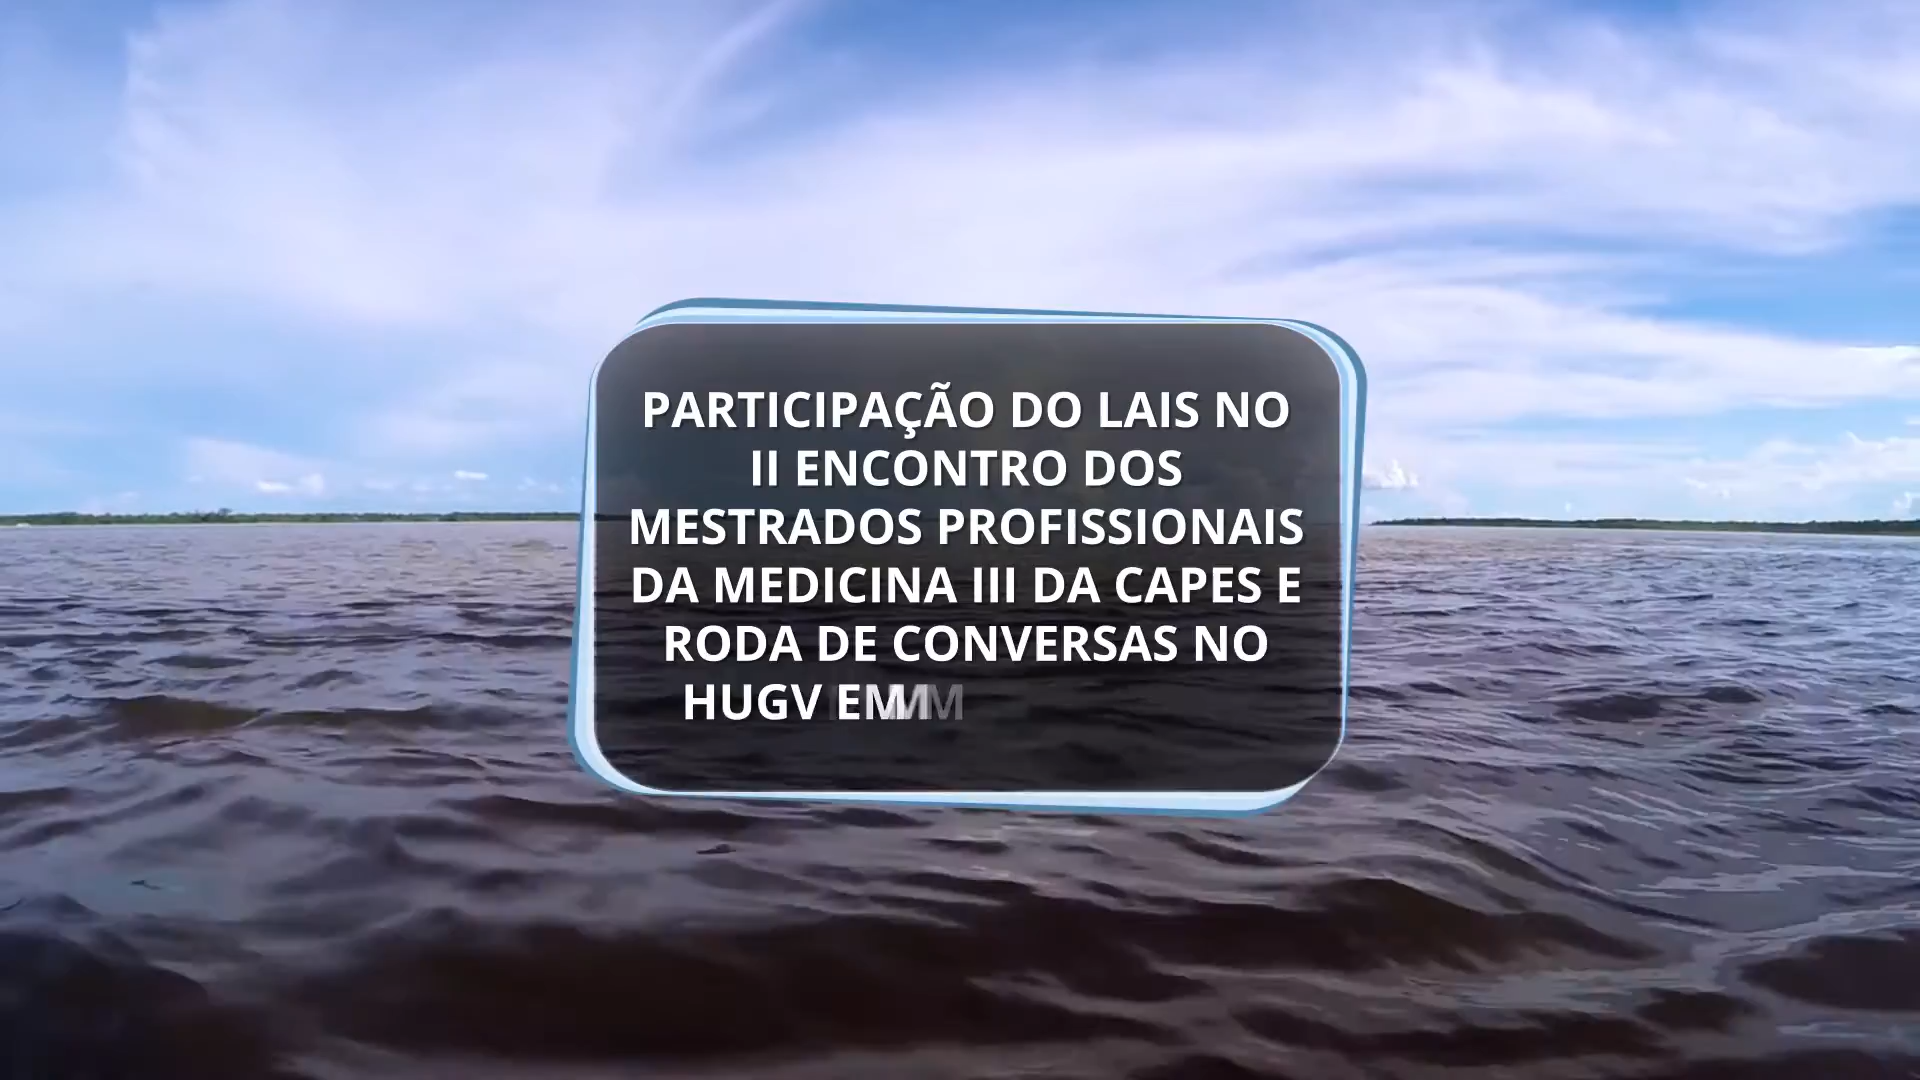 PARTICIPAÇÃO DO LAIS NO
II ENCONTRO DOS
MESTRADOS PROFISSIONAIS
DA MEDICINA III DA CAPES E
RODA DE CONVERSAS NO
HUGV EM